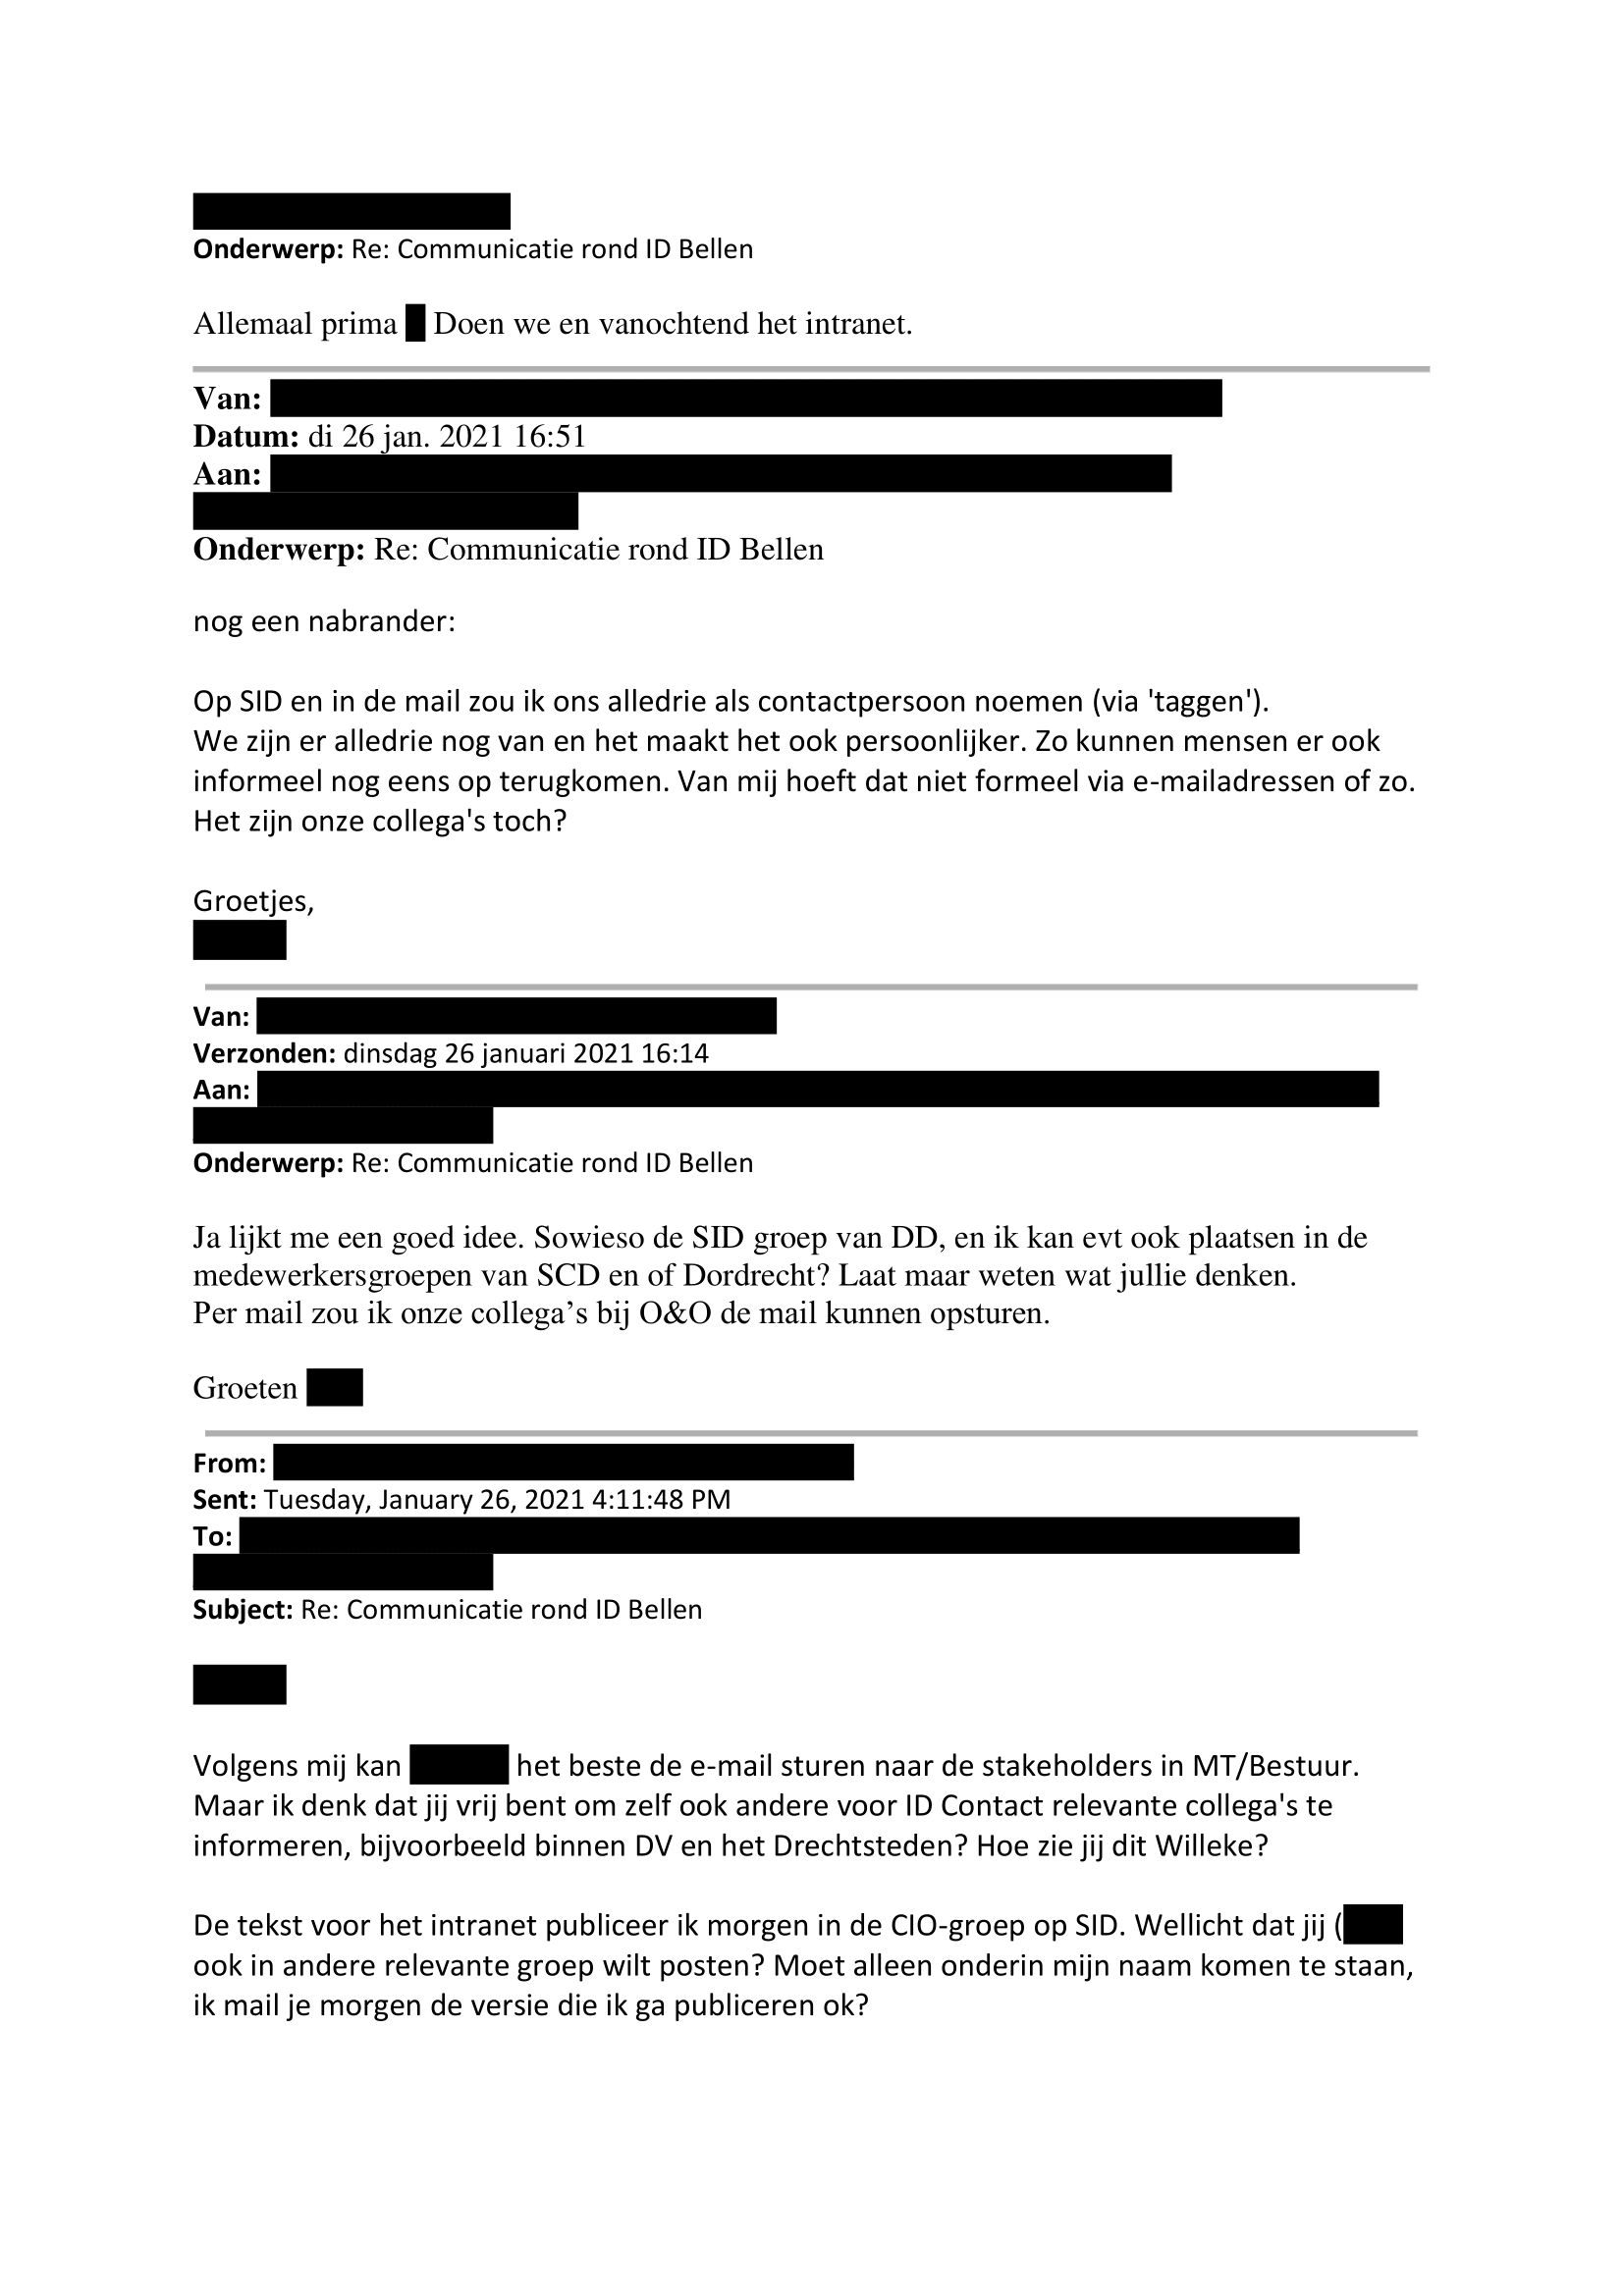 Onderwerp: Re: Communicatie rond ID Bellen
Allemaal prima Doen we en vanochtend het intranet.
Van:
Datum: di 26 jan. 2021 16:51
Aan:
Onderwerp: Re: Communicatie rond ID Bellen
nog een nabrander:
Op SID en in de mail zou ik ons alledrie als contactpersoon noemen (via 'taggen').
We zijn er alledrie nog van en het maakt het ook persoonlijker. Zo kunnen mensen er ook
informeel nog eens op terugkomen. Van mij hoeft dat niet formeel via e-mailadressen of zo.
Het zijn onze collega's toch?
Groetjes,
Van:
Verzonden: dinsdag 26 januari 2021 16:14
Aan:
Onderwerp: Re: Communicatie rond ID Bellen
Ja lijkt me een goed idee. Sowieso de SID groep van DD, en ik kan evt ook plaatsen in de
medewerkersgroepen van SCD en of Dordrecht? Laat maar weten wat jullie denken.
Per mail zou ik onze collega’s bij O&O de mail kunnen opsturen.
Groeten
From:
Sent: Tuesday, January 26, 2021 4:11:48 PM
To:
Subject: Re: Communicatie rond ID Bellen
Volgens mij kan het beste de e-mail sturen naar de stakeholders in MT/Bestuur.
Maar ik denk dat jij vrij bent om zelf ook andere voor ID Contact relevante collega's te
informeren, bijvoorbeeld binnen DV en het Drechtsteden? Hoe zie jij dit Willeke?
De tekst voor het intranet publiceer ik morgen in de CIO-groep op SID. Wellicht dat jij (
ook in andere relevante groep wilt posten? Moet alleen onderin mijn naam komen te staan,
ik mail je morgen de versie die ik ga publiceren ok?